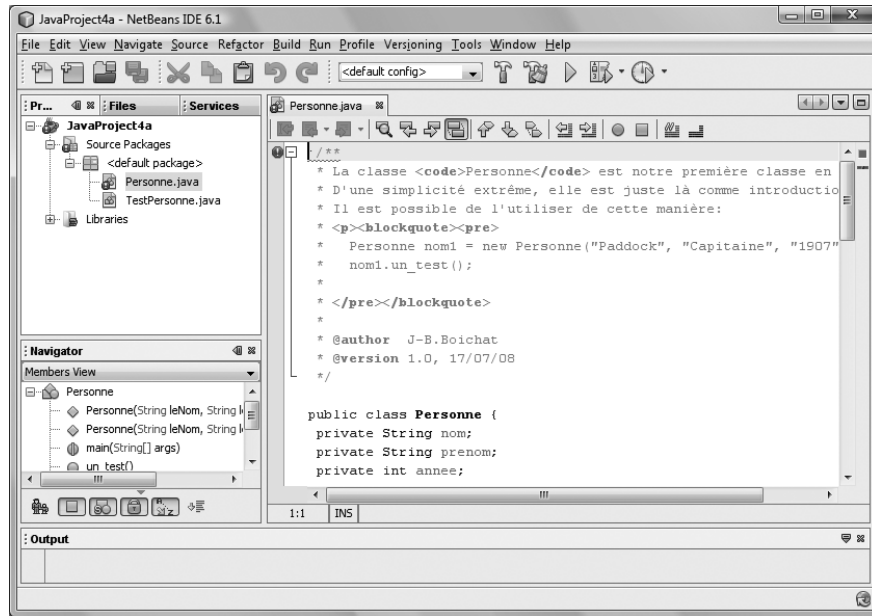 JavaProject4a - NetBeans IDE 6.1
File Edit View Navigate Source Refactor Build Run Profile Versioning Tools Window Help
<default config>
Pr... Files Services
JavaProject4a
Source Packages
<default package>
Personne.java
TestPersonne.java
Libraries
Navigator
Members View
Personne
Personne(String leNom, String l
Personne(String leNom, String l
main(String[] args)
un_test()
Personne.java
/**
* La classe <code>Personne</code> est notre première classe en
* D'une simplicité extrême, elle est juste là comme introductio
* Il est possible de l'utiliser de cette manière:
* <p><blockquote><pre>
*   Personne nom1 = new Personne("Paddock", "Capitaine", "1907"
*   nom1.un_test();
*
* </pre></blockquote>
*
* @author  J-B.Boichat
* @version 1.0, 17/07/08
*/
public class Personne {
private String nom;
private String prenom;
private int annee;
1:1 INS
Output